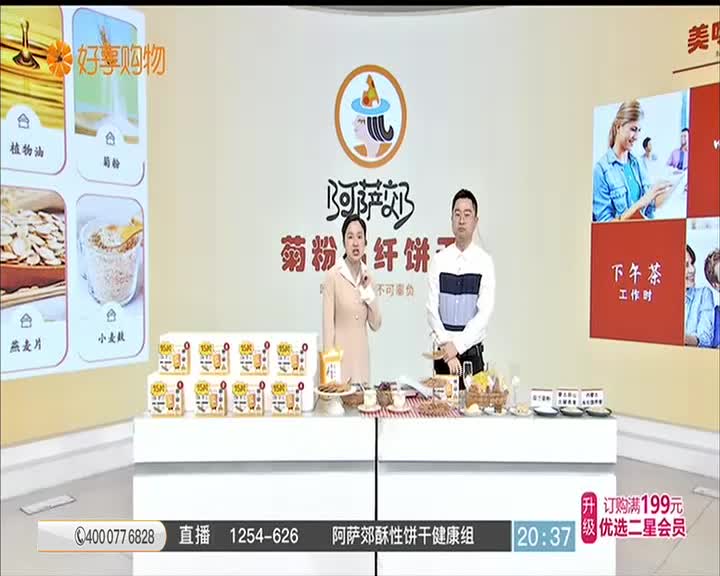 好享购物
植物油
菊粉
燕麦片
小麦麸
阿萨郊
菊粉
纤饼
不可辜负
下午茶
工作时
400 077 6828
直播
1254-626
阿萨郊酥性饼干健康组
20:37
升级
订购满199元
优选二星会员